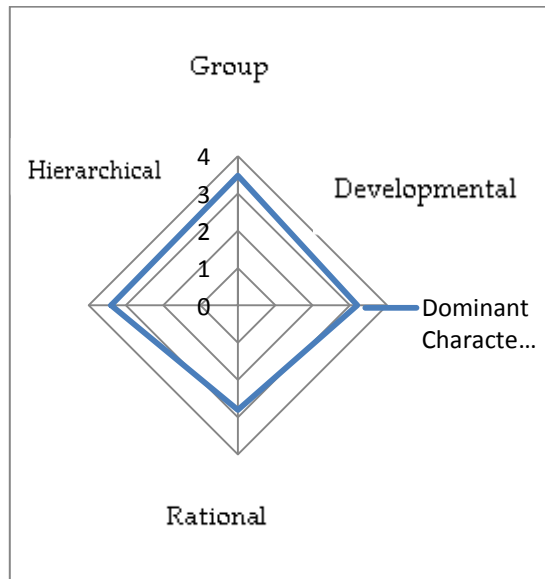 Group
Hierarchical
Developmental
4
3
2
1
0
Dominant
Characte...
Rational